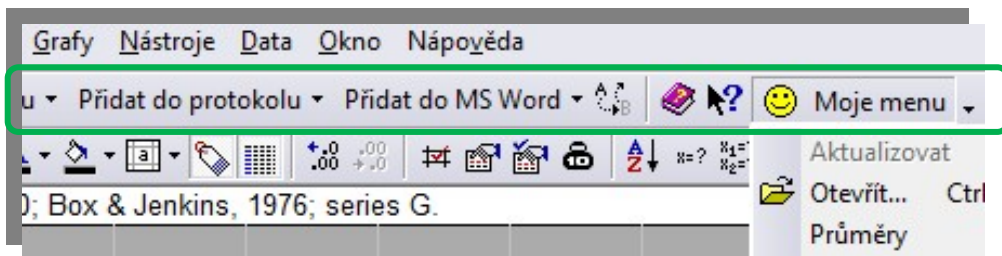 Grafy Nástroje Data Okno Nápověda
u Přidat do protokolu Přidat do MS Word Moje menu
Aktualizovat
); Box & Jenkins, 1976; series G.
Otevřít... Ctrl
Průměry